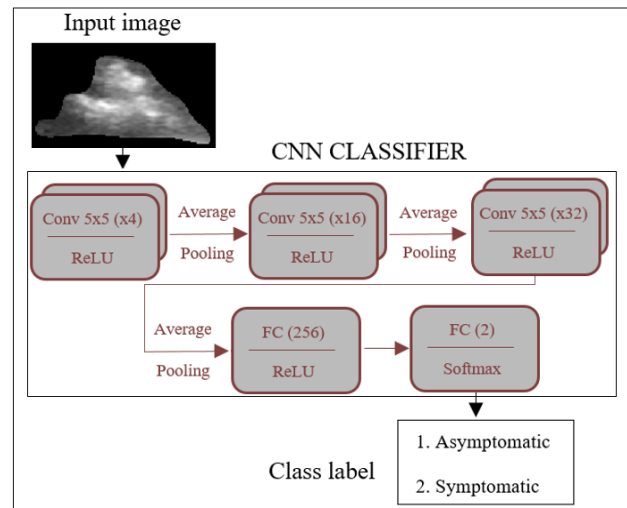 Input image
CNN CLASSIFIER
Conv 5x5 (x4)
ReLU
Average
Pooling
Conv 5x5 (x16)
ReLU
Average
Pooling
Conv 5x5 (x32)
ReLU
Average
Pooling
FC (256)
ReLU
FC (2)
Softmax
Class label
1. Asymptomatic
2. Symptomatic